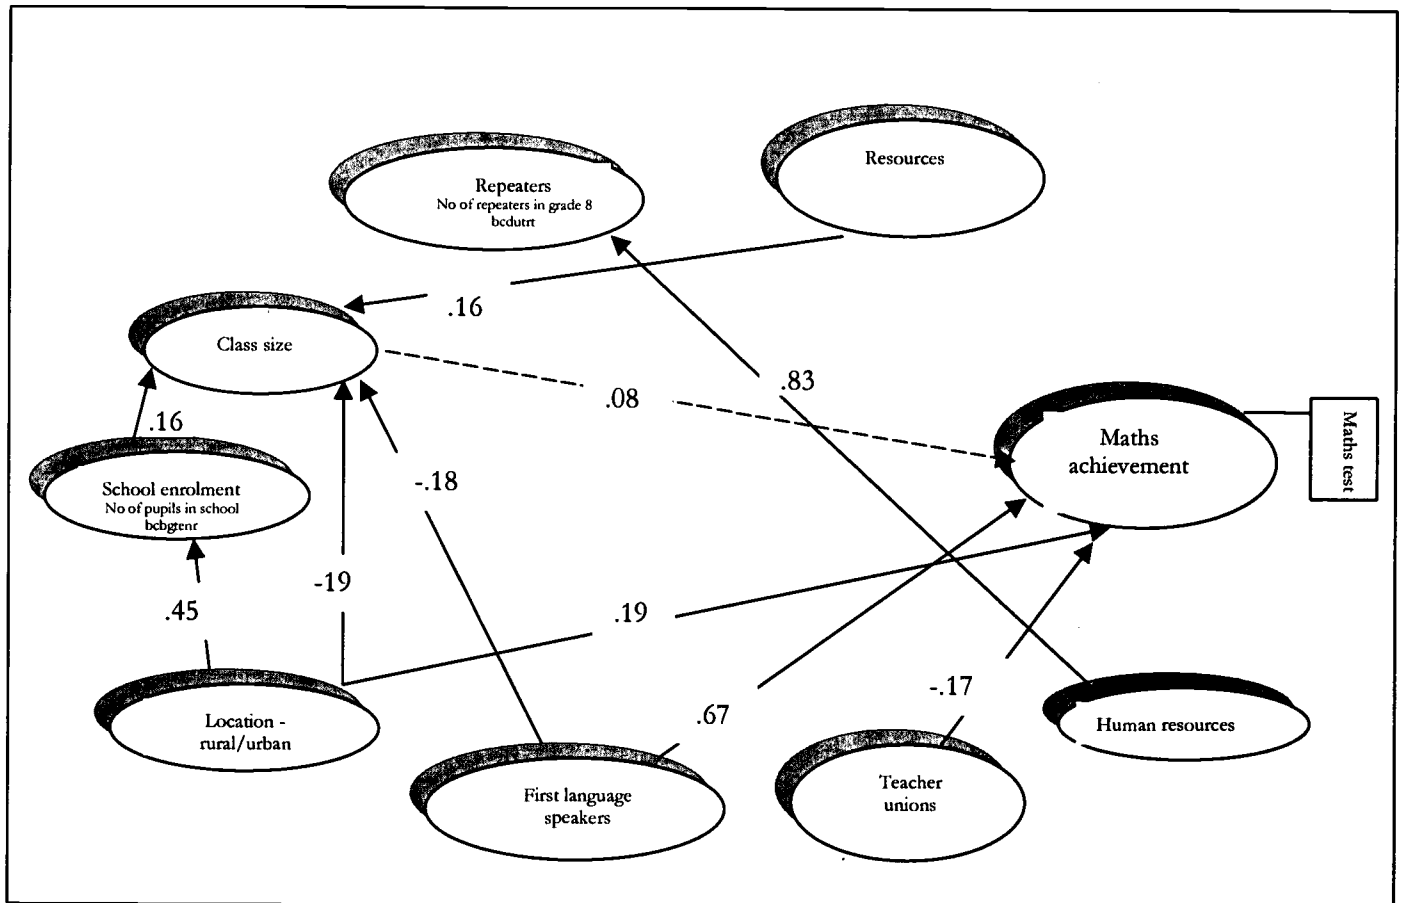 Resources
Repeaters
No of repeaters in grade 8
bcdutrt
.16
Class size
.83
.08
Maths
achievement
Maths test
.16
-.18
School enrolment
No of pupils in school
bcbgtenr
-19
.45
.19
-.17
.67
Location -
rural/urban
Human resources
First language
speakers
Teacher
unions